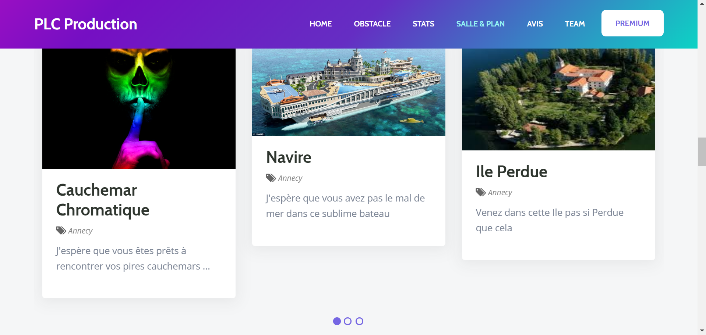 PLC Production
HOME
OBSTACLE
STATS
SALLE & PLAN
AVIS
TEAM
PREMIUM
Cauchemar
Chromatique
Annecy
J'espère que vous êtes prêts à
rencontrer vos pires cauchemars ...
Navire
Annecy
J'espère que vous avez pas le mal de
mer dans ce sublime bateau
Ile Perdue
Annecy
Venez dans cette Ile pas si Perdue
que cela